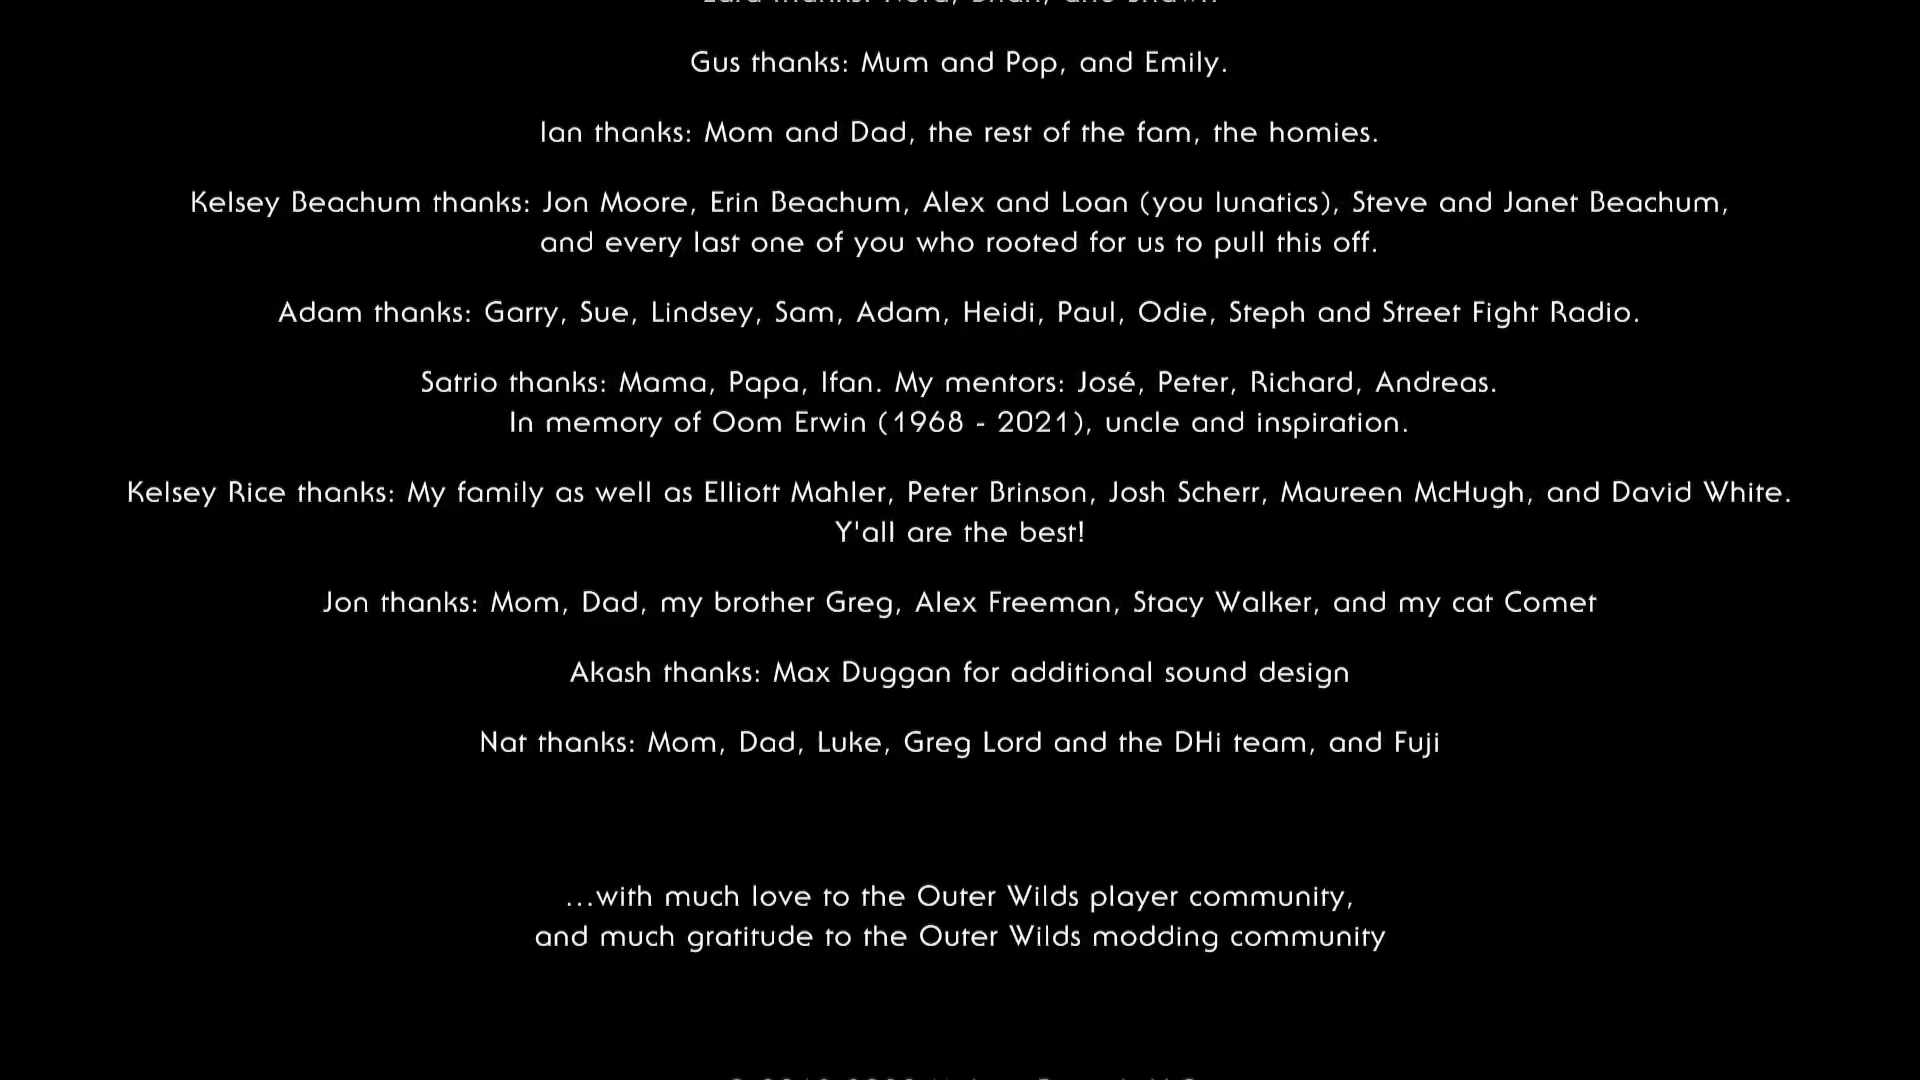 Gus thanks: Mum and Pop, and Emily.
Ian thanks: Mom and Dad, the rest of the fam, the homies.
Kelsey Beachum thanks: Jon Moore, Erin Beachum, Alex and Loan (you lunatics), Steve and Janet Beachum,
and every last one of you who rooted for us to pull this off.
Adam thanks: Garry, Sue, Lindsey, Sam, Adam, Heidi, Paul, Odie, Steph and Street Fight Radio.
Satrio thanks: Mama, Papa, Ifan. My mentors: José, Peter, Richard, Andreas.
In memory of Oom Erwin (1968 - 2021), uncle and inspiration.
Kelsey Rice thanks: My family as well as Elliott Mahler, Peter Brinson, Josh Scherr, Maureen McHugh, and David White.
Y'all are the best!
Jon thanks: Mom, Dad, my brother Greg, Alex Freeman, Stacy Walker, and my cat Comet
Akash thanks: Max Duggan for additional sound design
Nat thanks: Mom, Dad, Luke, Greg Lord and the DHi team, and Fuji
...with much love to the Outer Wilds player community,
and much gratitude to the Outer Wilds modding community